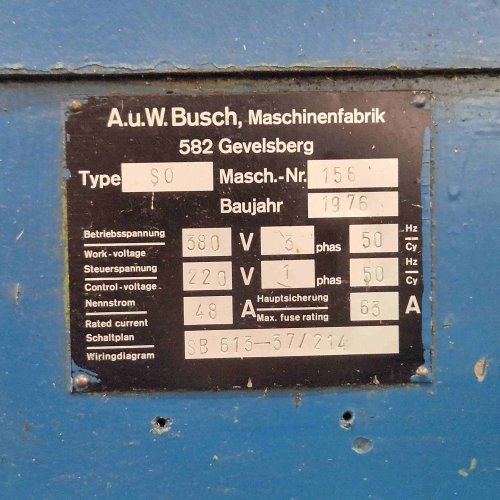 A.u.W. Busch, Maschinenfabrik
582 Gevelsberg
Type SO Masch.-Nr. 156
Baujahr 1976
Betriebsspannung
Work-voltage 380 V 3 phas 50 Hz/Cy
Steuerspannung
Control-voltage 220 V 1 phas 50 Hz/Cy
Nennstrom
Rated current 48 A Hauptsicherung
Max. fuse rating 63 A
Schaltplan
Wiringdiagram SB 613-37/214